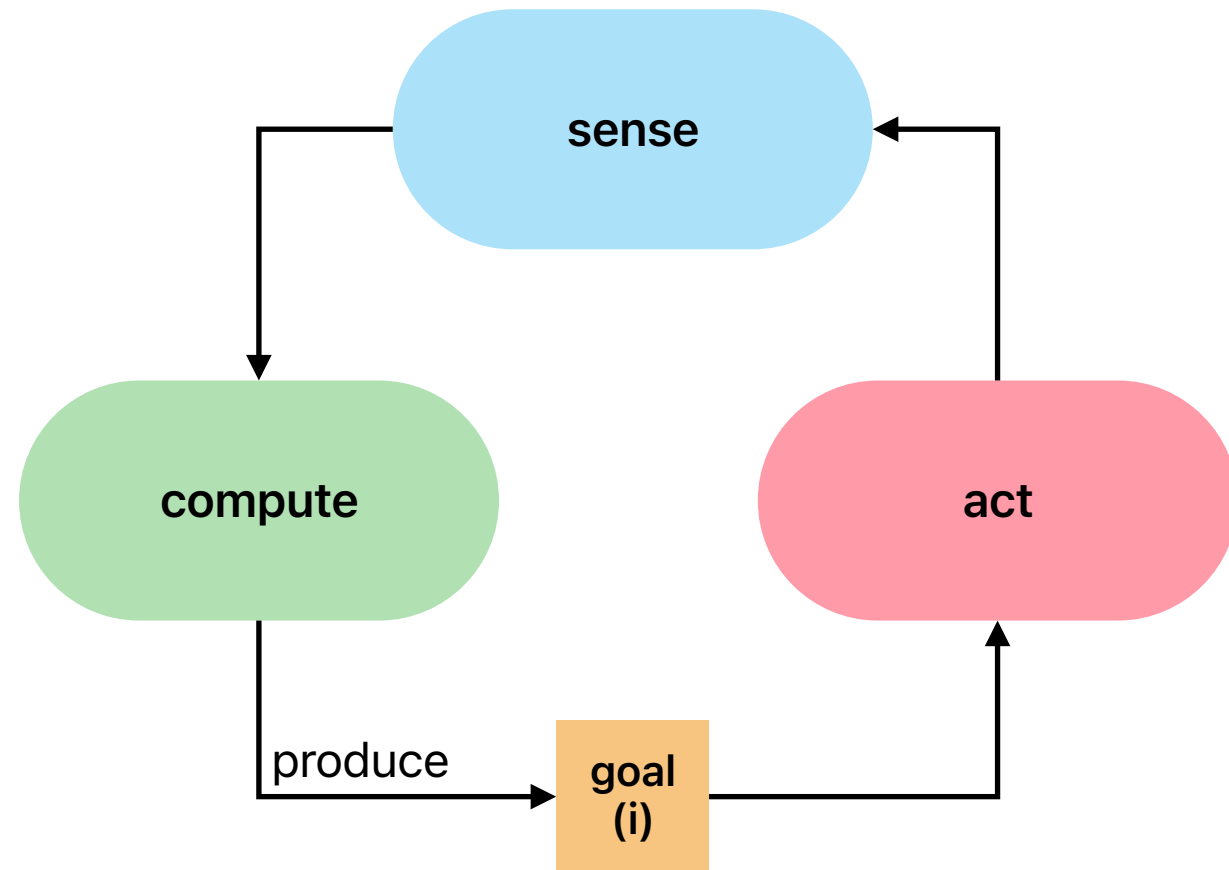 sense
compute
act
produce
goal
(i)